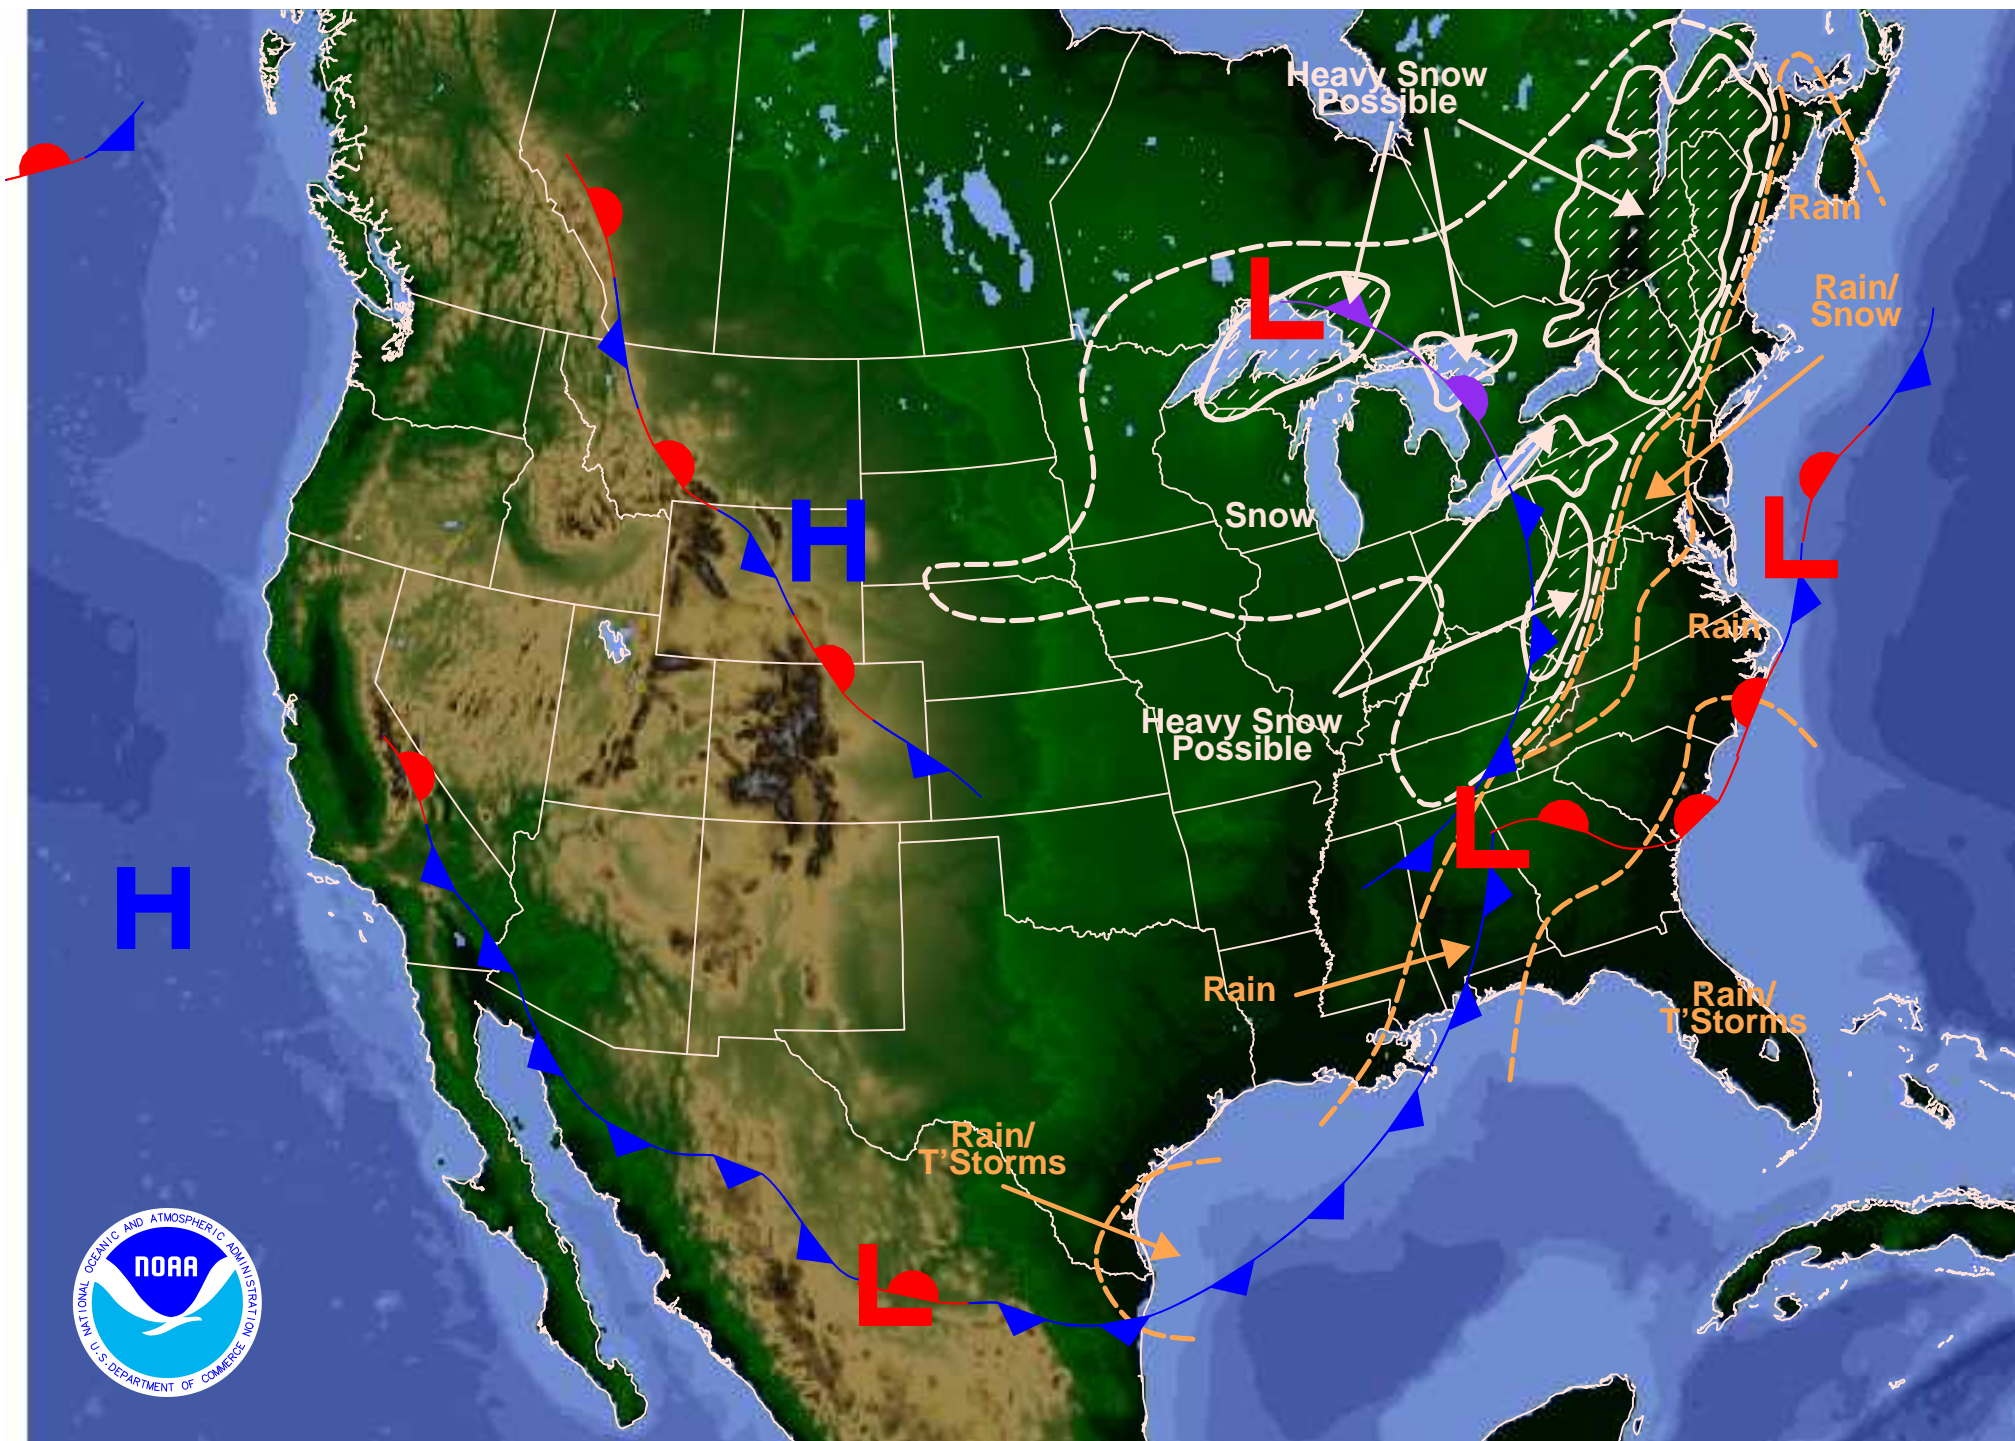 Heavy Snow
Possible
Rain
Rain/
Snow
L
H
Snow
L
Rain
Heavy Snow
Possible
L
H
Rain
Rain/
T'Storms
Rain/
T'Storms
L
NATIONAL OCEANIC AND ATMOSPHERIC ADMINISTRATION
NOAA
U.S. DEPARTMENT OF COMMERCE